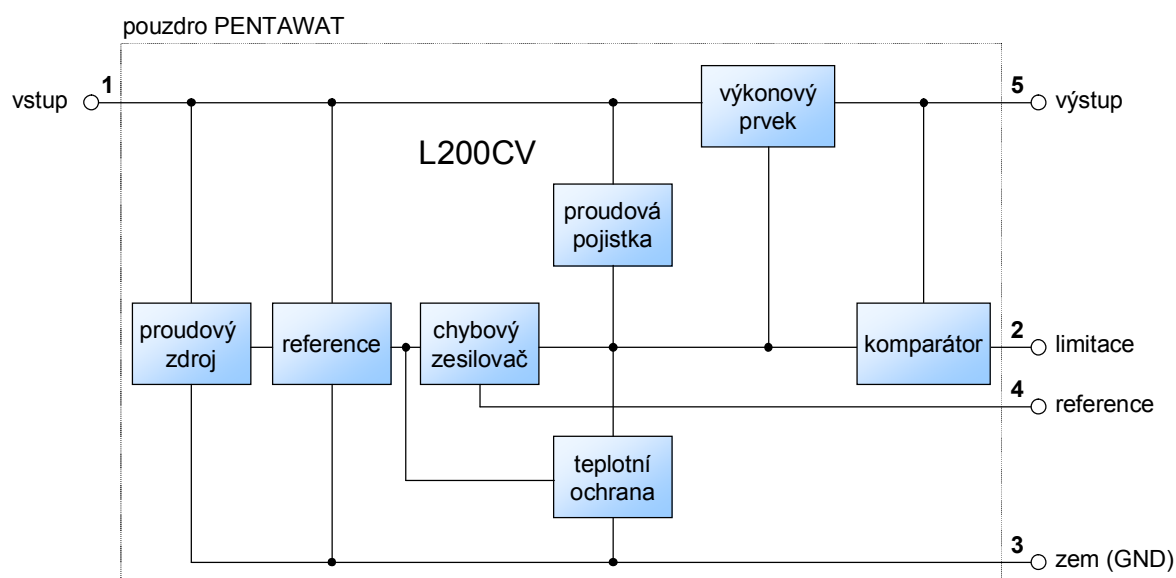 pouzdro PENTAWAT
1
vstup
5
výstup
výkonový
prvek
L200CV
proudová
pojistka
proudový
zdroj
reference
chybový
zesilovač
komparátor
2
limitace
4
reference
teplotní
ochrana
3
zem (GND)